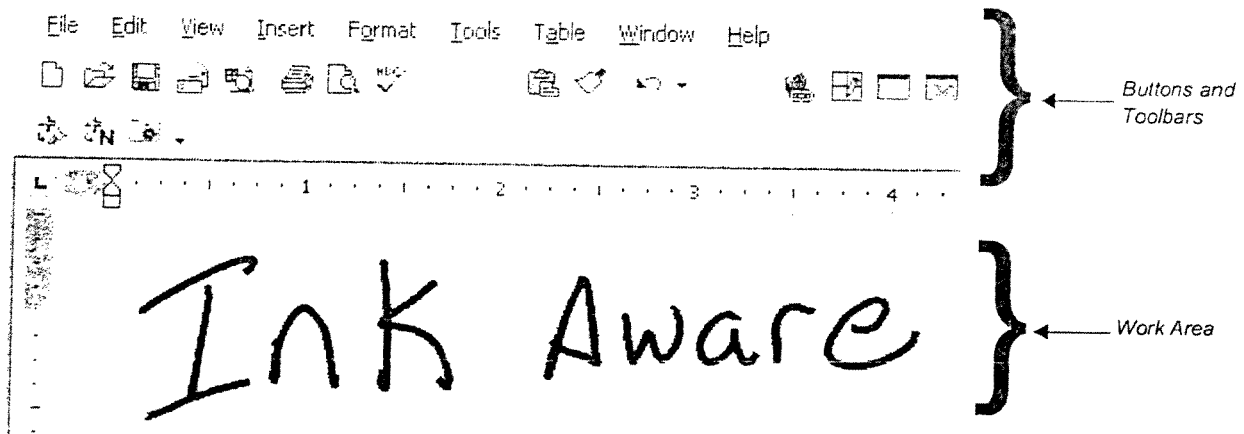 File Edit View Insert Format Tools Table Window Help
Buttons and
Toolbars
N
L 1 2 3 4
Ink Aware
Work Area